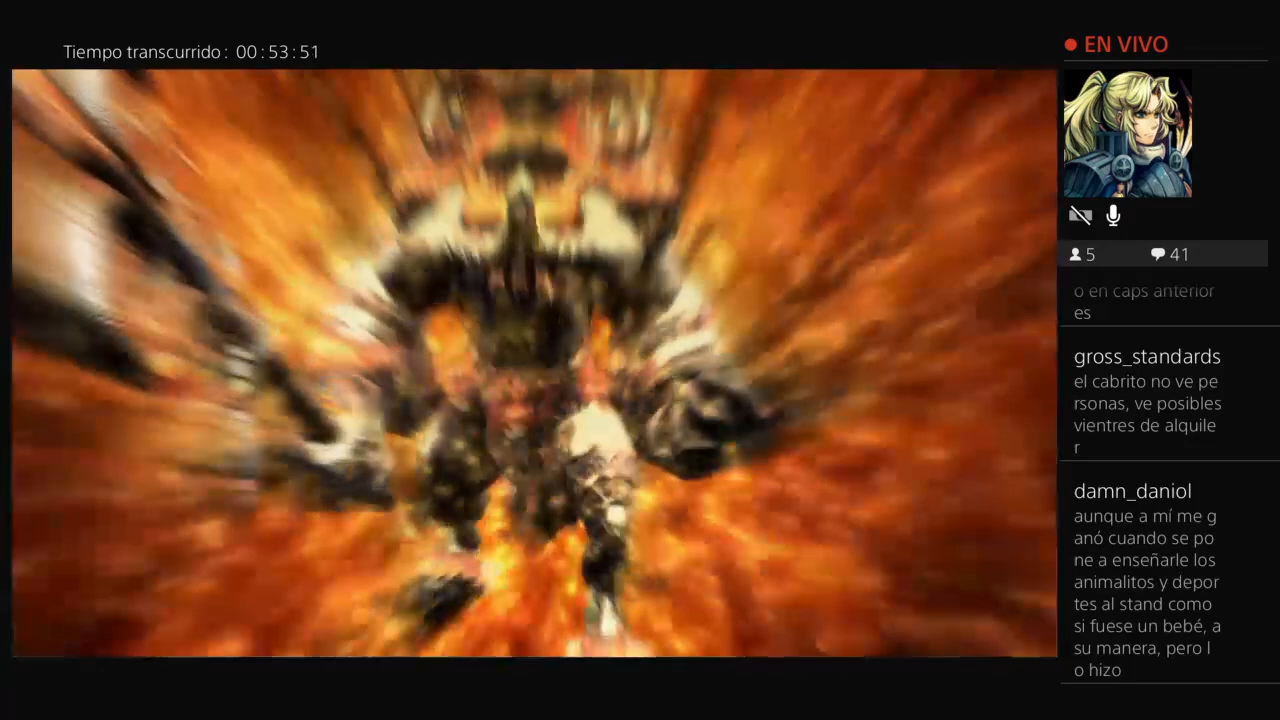 Tiempo transcurrido: 00:53:51
EN VIVO
5 41
o en caps anterior
es
gross_standards
el cabrito no ve pe
rsonas, ve posibles
vientres de alquile
r
damn_daniol
aunque a mí me g
anó cuando se po
ne a enseñarle los
animalitos y depor
tes al stand como
si fuese un bebé, a
su manera, pero l
o hizo